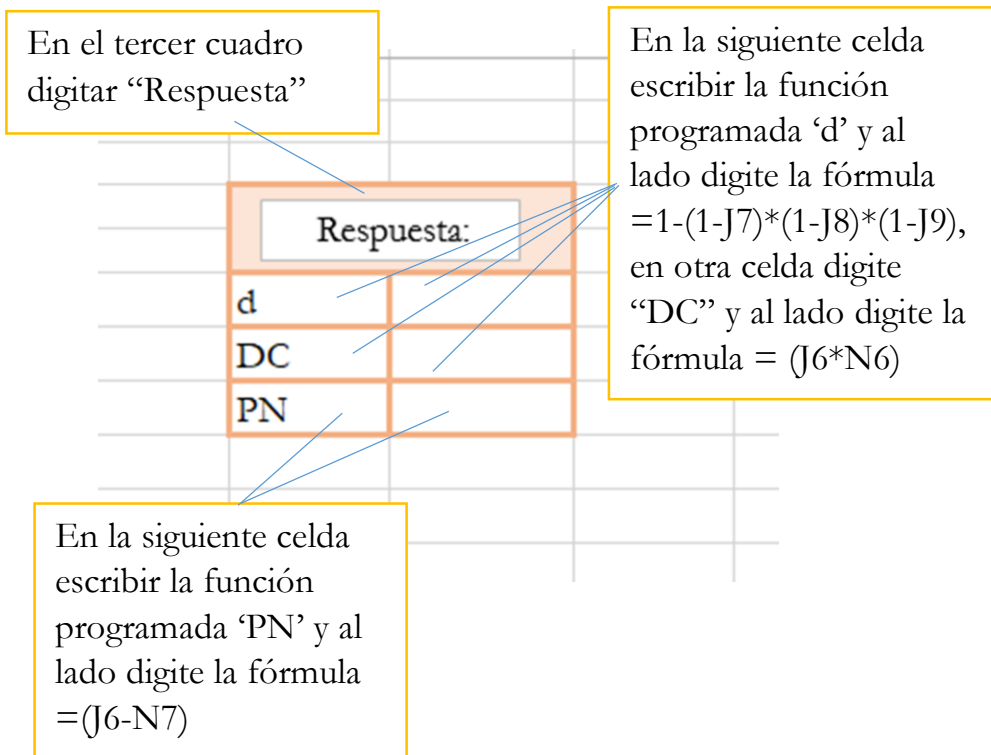 En el tercer cuadro
digitar “Respuesta”
En la siguiente celda
escribir la función
programada ‘d’ y al
lado digite la fórmula
=1-(1-J7)*(1-J8)*(1-J9),
en otra celda digite
“DC” y al lado digite la
fórmula = (J6*N6)
Respuesta:
d
DC
PN
En la siguiente celda
escribir la función
programada ‘PN’ y al
lado digite la fórmula
=(J6-N7)